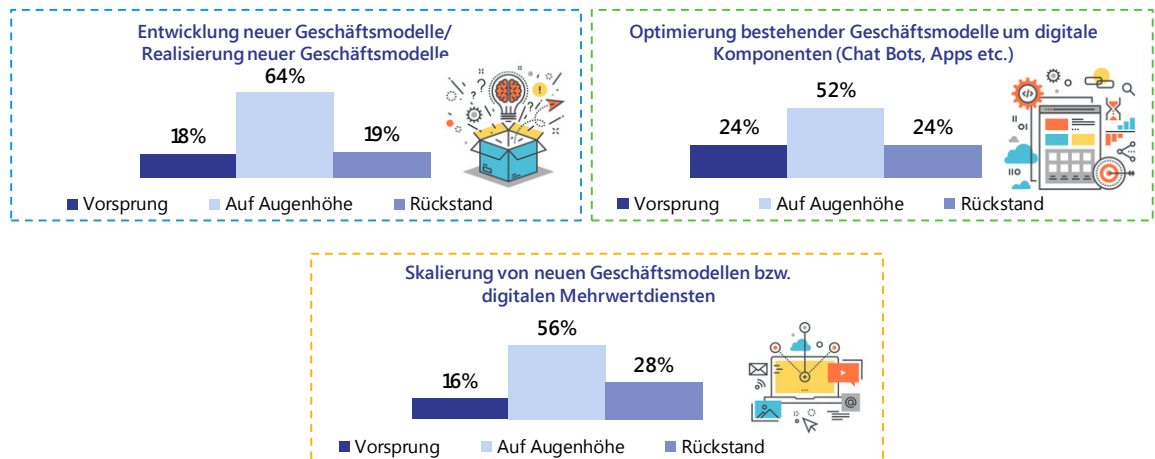 Entwicklung neuer Geschäftsmodelle/
Realisierung neuer Geschäftsmodelle
64%
18%
19%
Vorsprung Auf Augenhöhe Rückstand
Optimierung bestehender Geschäftsmodelle um digitale
Komponenten (Chat Bots, Apps etc.)
52%
24%
24%
Vorsprung Auf Augenhöhe Rückstand
Skalierung von neuen Geschäftsmodellen bzw.
digitalen Mehrwertdiensten
56%
16%
28%
Vorsprung Auf Augenhöhe Rückstand